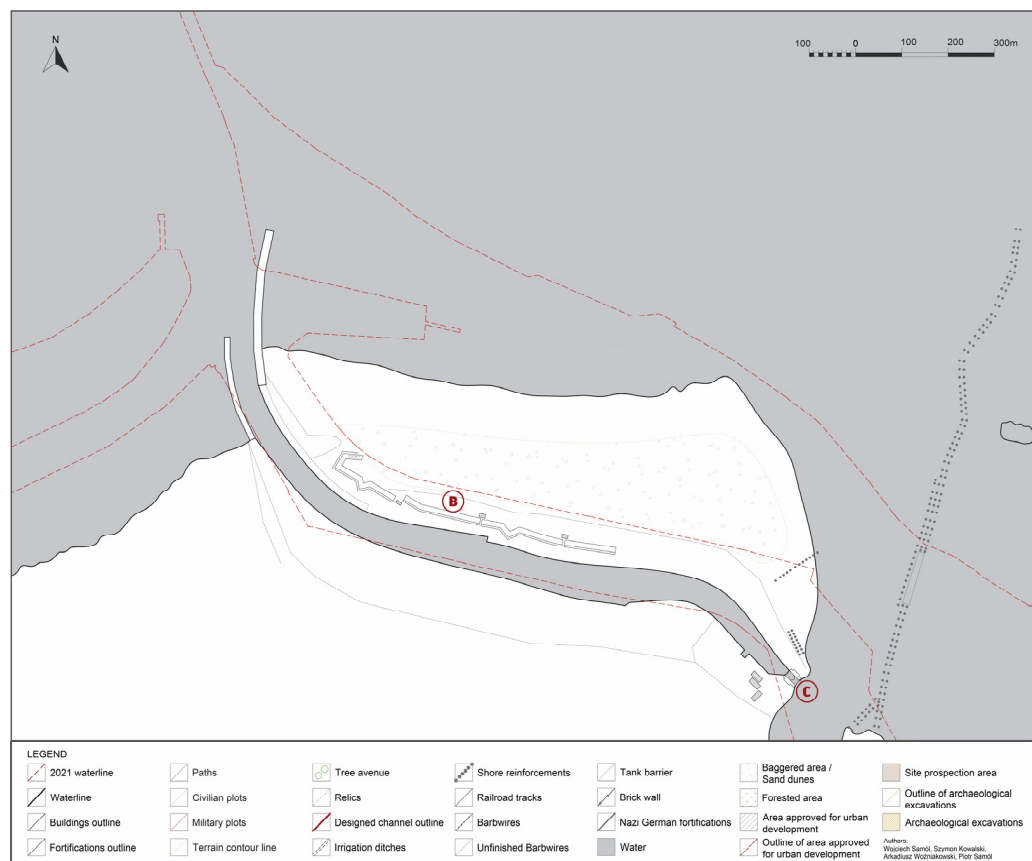 N
100 0 100 200 300m
B
C
LEGEND
2021 waterline
Waterline
Buildings outline
Fortifications outline
Paths
Civilian plots
Military plots
Terrain contour line
Tree avenue
Relics
Designed channel outline
Irrigation ditches
Shore reinforcements
Railroad tracks
Barbwires
Unfinished Barbwires
Tank barrier
Brick wall
Nazi German fortifications
Water
Baggered area /
Sand dunes
Forested area
Area approved for urban
development
Outline of area approved
for urban development
Site prospection area
Outline of archaeological
excavations
Archaeological excavations
Authors:
Wojciech Samól, Szymon Kowalski,
Arkadiusz Woźniakowski, Piotr Samól